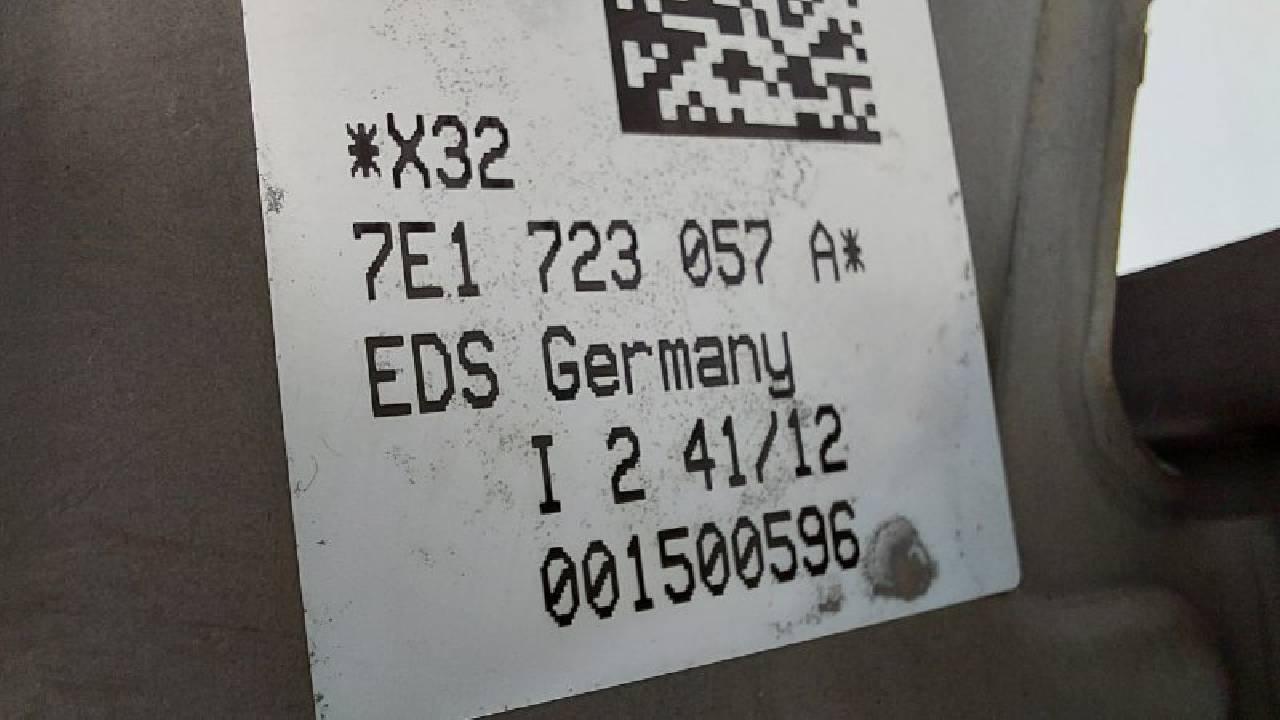 *X32
7E1 723 057 A*
EDS Germany
I 2 41/12
001500596